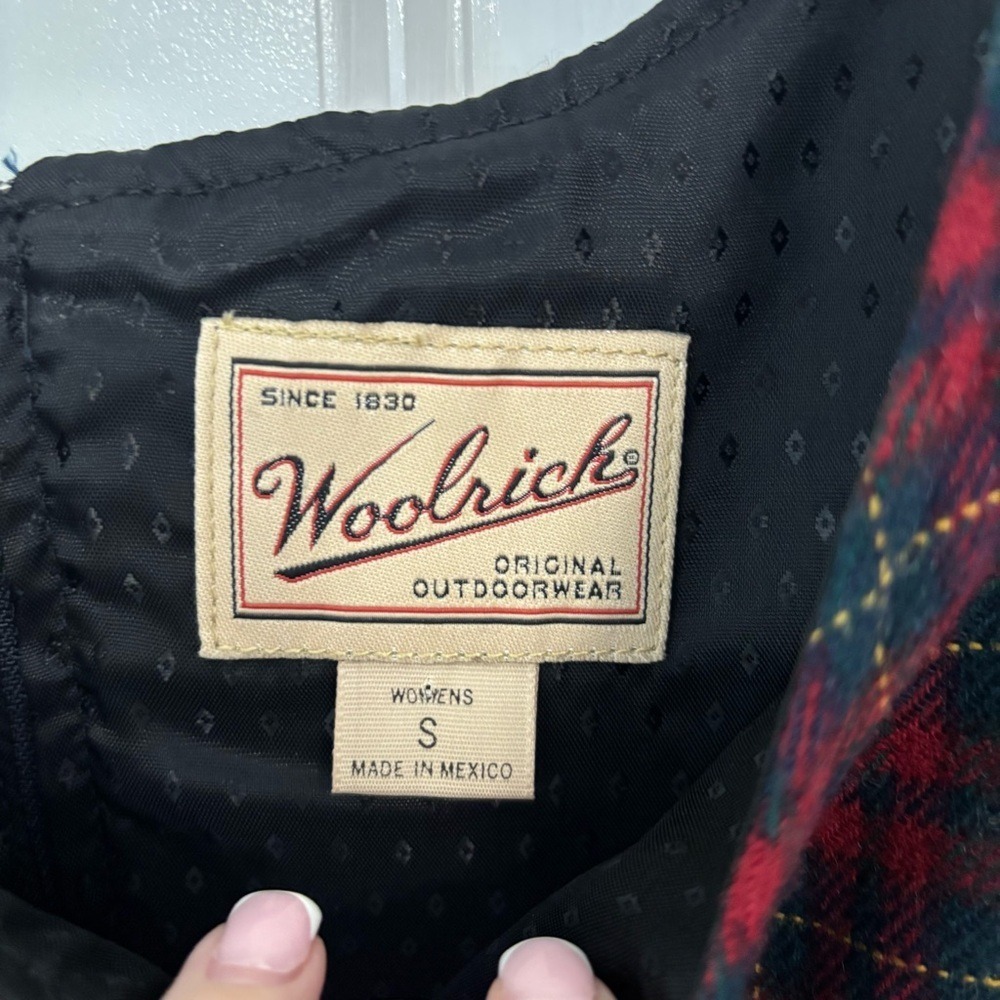 SINCE 1830
Woolrich®
ORIGINAL
OUTDOORWEAR
WOMENS
S
MADE IN MEXICO